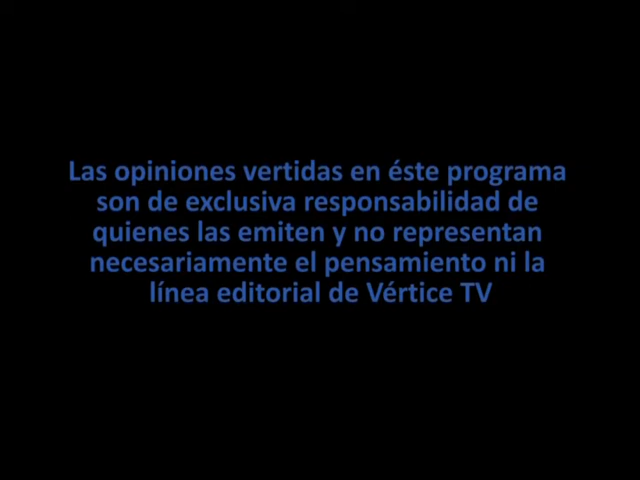 Las opiniones vertidas en éste programa
son de exclusiva responsabilidad de
quienes las emiten y no representan
necesariamente el pensamiento ni la
línea editorial de Vértice TV